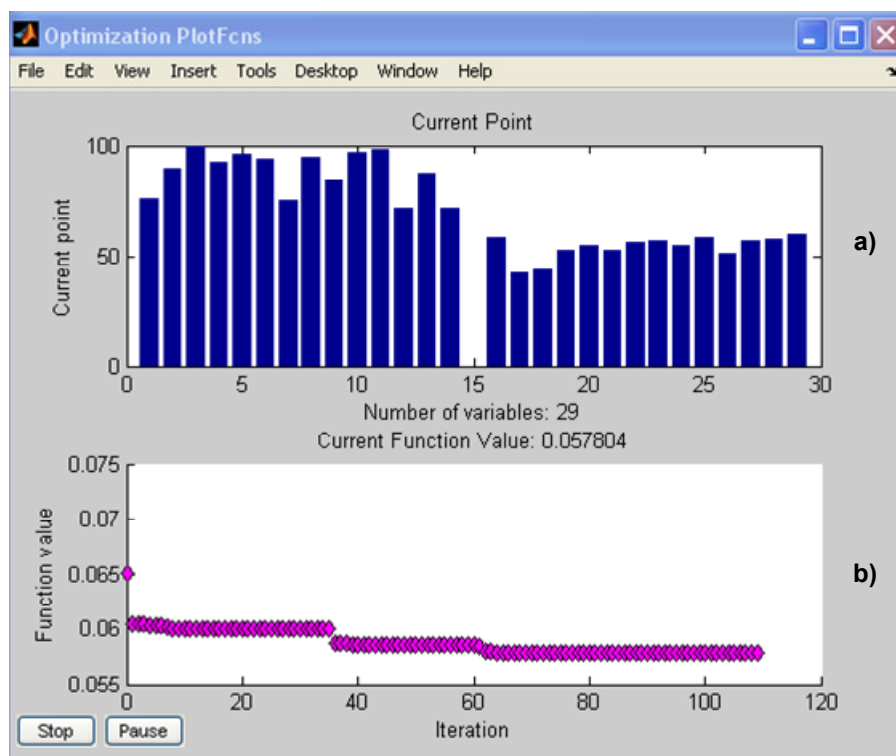 Optimization PlotFcns
File Edit View Insert Tools Desktop Window Help
Current Point
Current point
100
50
0
0 5 10 15 20 25 30
Number of variables: 29
a)
Current Function Value: 0.057804
Function value
0.075
0.07
0.065
0.06
0.055
0 20 40 60 80 100 120
Iteration
b)
Stop Pause